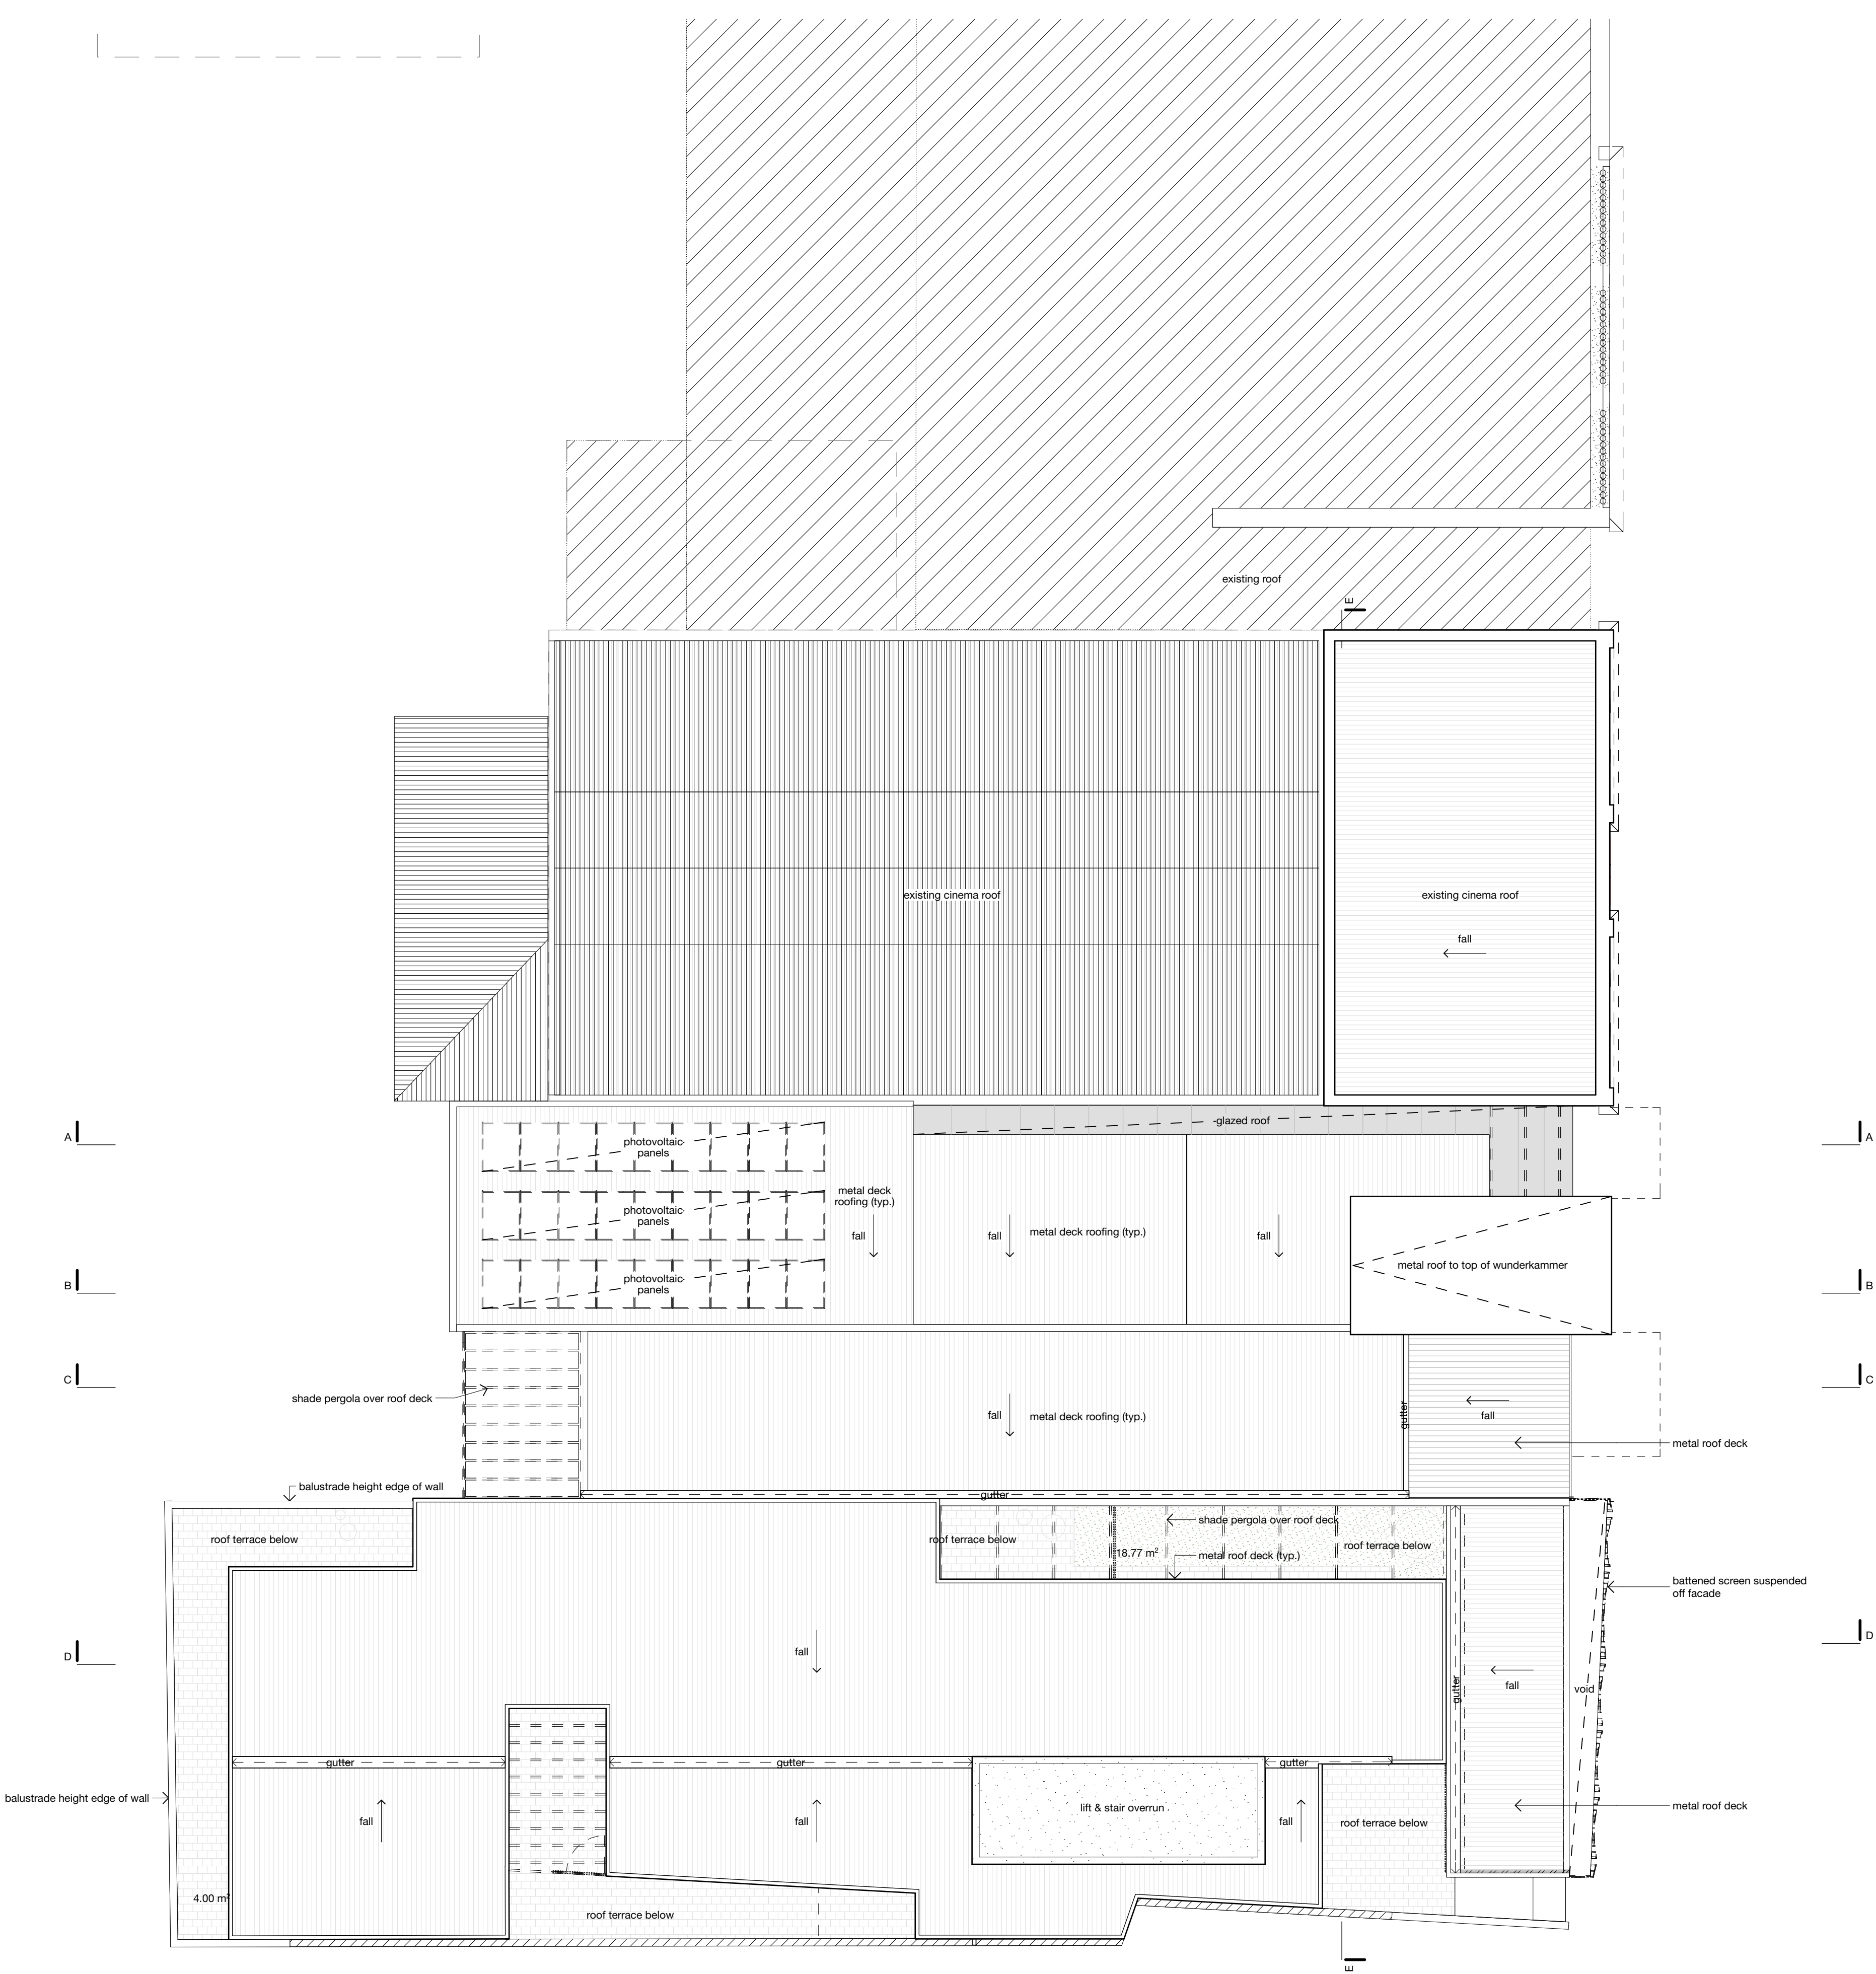 existing roof
E
existing cinema roof
existing cinema roof
fall
glazed roof
A
A
photovoltaic
panels
metal deck
roofing (typ.)
photovoltaic
panels
fall
fall
metal deck roofing (typ.)
fall
metal roof to top of wunderkammer
B
B
photovoltaic
panels
C
C
shade pergola over roof deck
fall
metal deck roofing (typ.)
gutter
fall
metal roof deck
balustrade height edge of wall
gutter
roof terrace below
roof terrace below
shade pergola over roof deck
18.77 m²
metal roof deck (typ.)
roof terrace below
battened screen suspended
off facade
D
D
fall
gutter
fall
void
gutter
gutter
gutter
balustrade height edge of wall
fall
fall
lift & stair overrun
fall
roof terrace below
metal roof deck
4.00 m²
roof terrace below
E